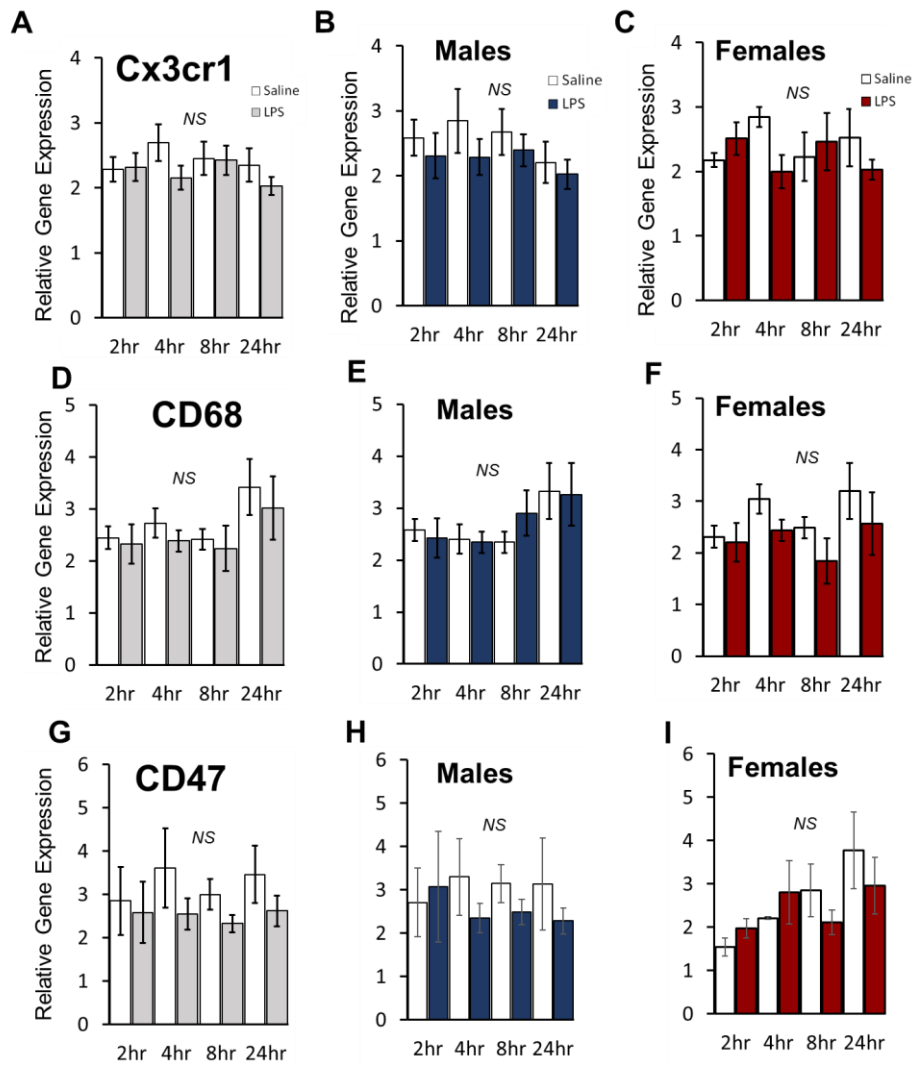 A
Cx3cr1
Saline
LPS
NS
Relative Gene Expression
4
3
2
1
0
2hr 4hr 8hr 24hr
B
Males
Saline
LPS
NS
4
3
2
1
0
2hr 4hr 8hr 24hr
C
Females
Saline
LPS
NS
Relative Gene Expression
4
3
2
1
0
2hr 4hr 8hr 24hr
D
CD68
NS
Relative Gene Expression
5
4
3
2
1
0
2hr 4hr 8hr 24hr
E
Males
NS
5
4
3
2
1
0
2hr 4hr 8hr 24hr
F
Females
NS
5
4
3
2
1
0
2hr 4hr 8hr 24hr
G
CD47
NS
Relative Gene Expression
6
5
4
3
2
1
0
2hr 4hr 8hr 24hr
H
Males
NS
6
5
4
3
2
1
0
2hr 4hr 8hr 24hr
I
Females
NS
6
5
4
3
2
1
0
2hr 4hr 8hr 24hr